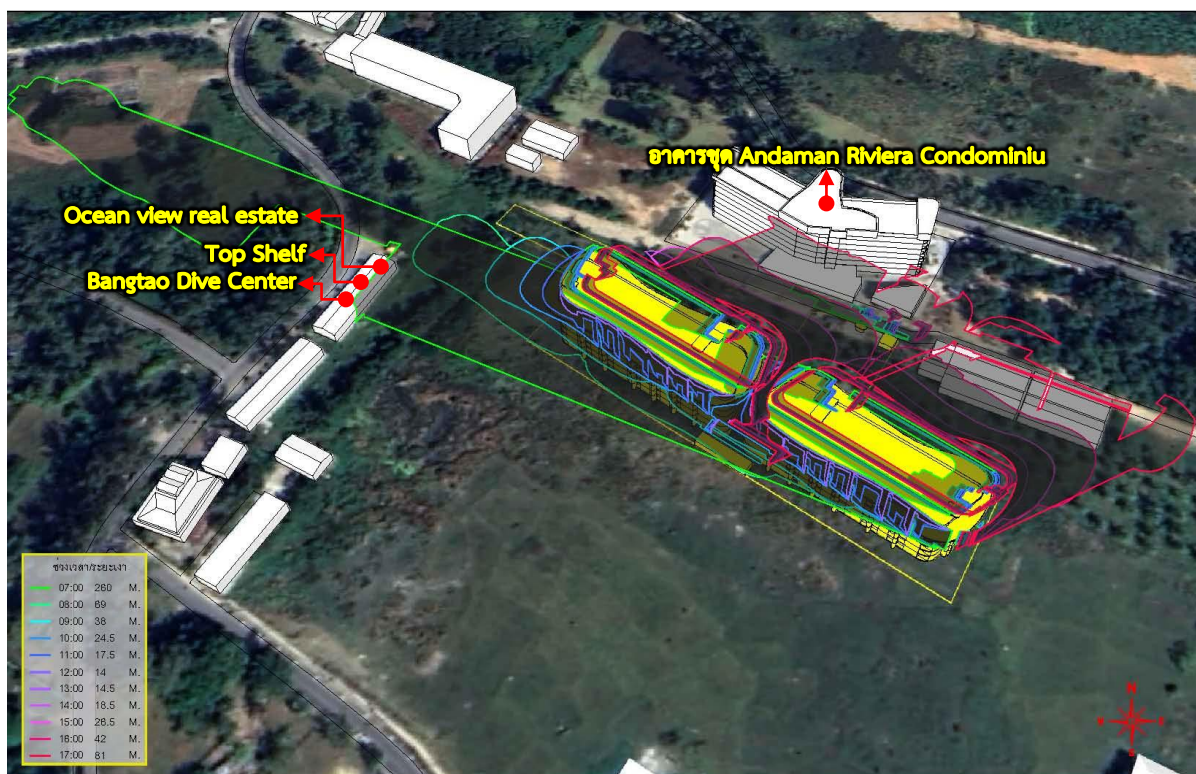 อาคารชุด Andaman Riviera Condominiu
Ocean view real estate
Top Shelf
Bangtao Dive Center
ช่วงเวลา/ระยะเงา
07:00 260 M.
08:00 89 M.
09:00 38 M.
10:00 24.5 M.
11:00 17.5 M.
12:00 14 M.
13:00 14.5 M.
14:00 18.5 M.
15:00 26.5 M.
16:00 42 M.
17:00 81 M.
N